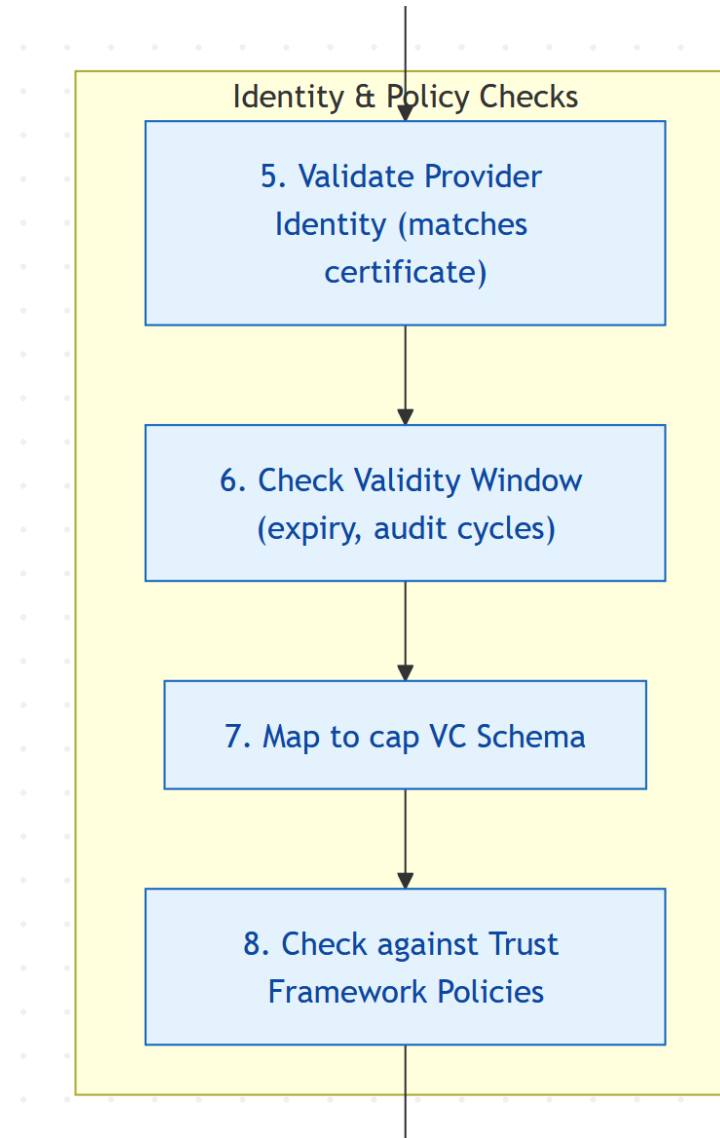 Identity & Policy Checks
5. Validate Provider
Identity (matches
certificate)
6. Check Validity Window
(expiry, audit cycles)
7. Map to cap VC Schema
8. Check against Trust
Framework Policies